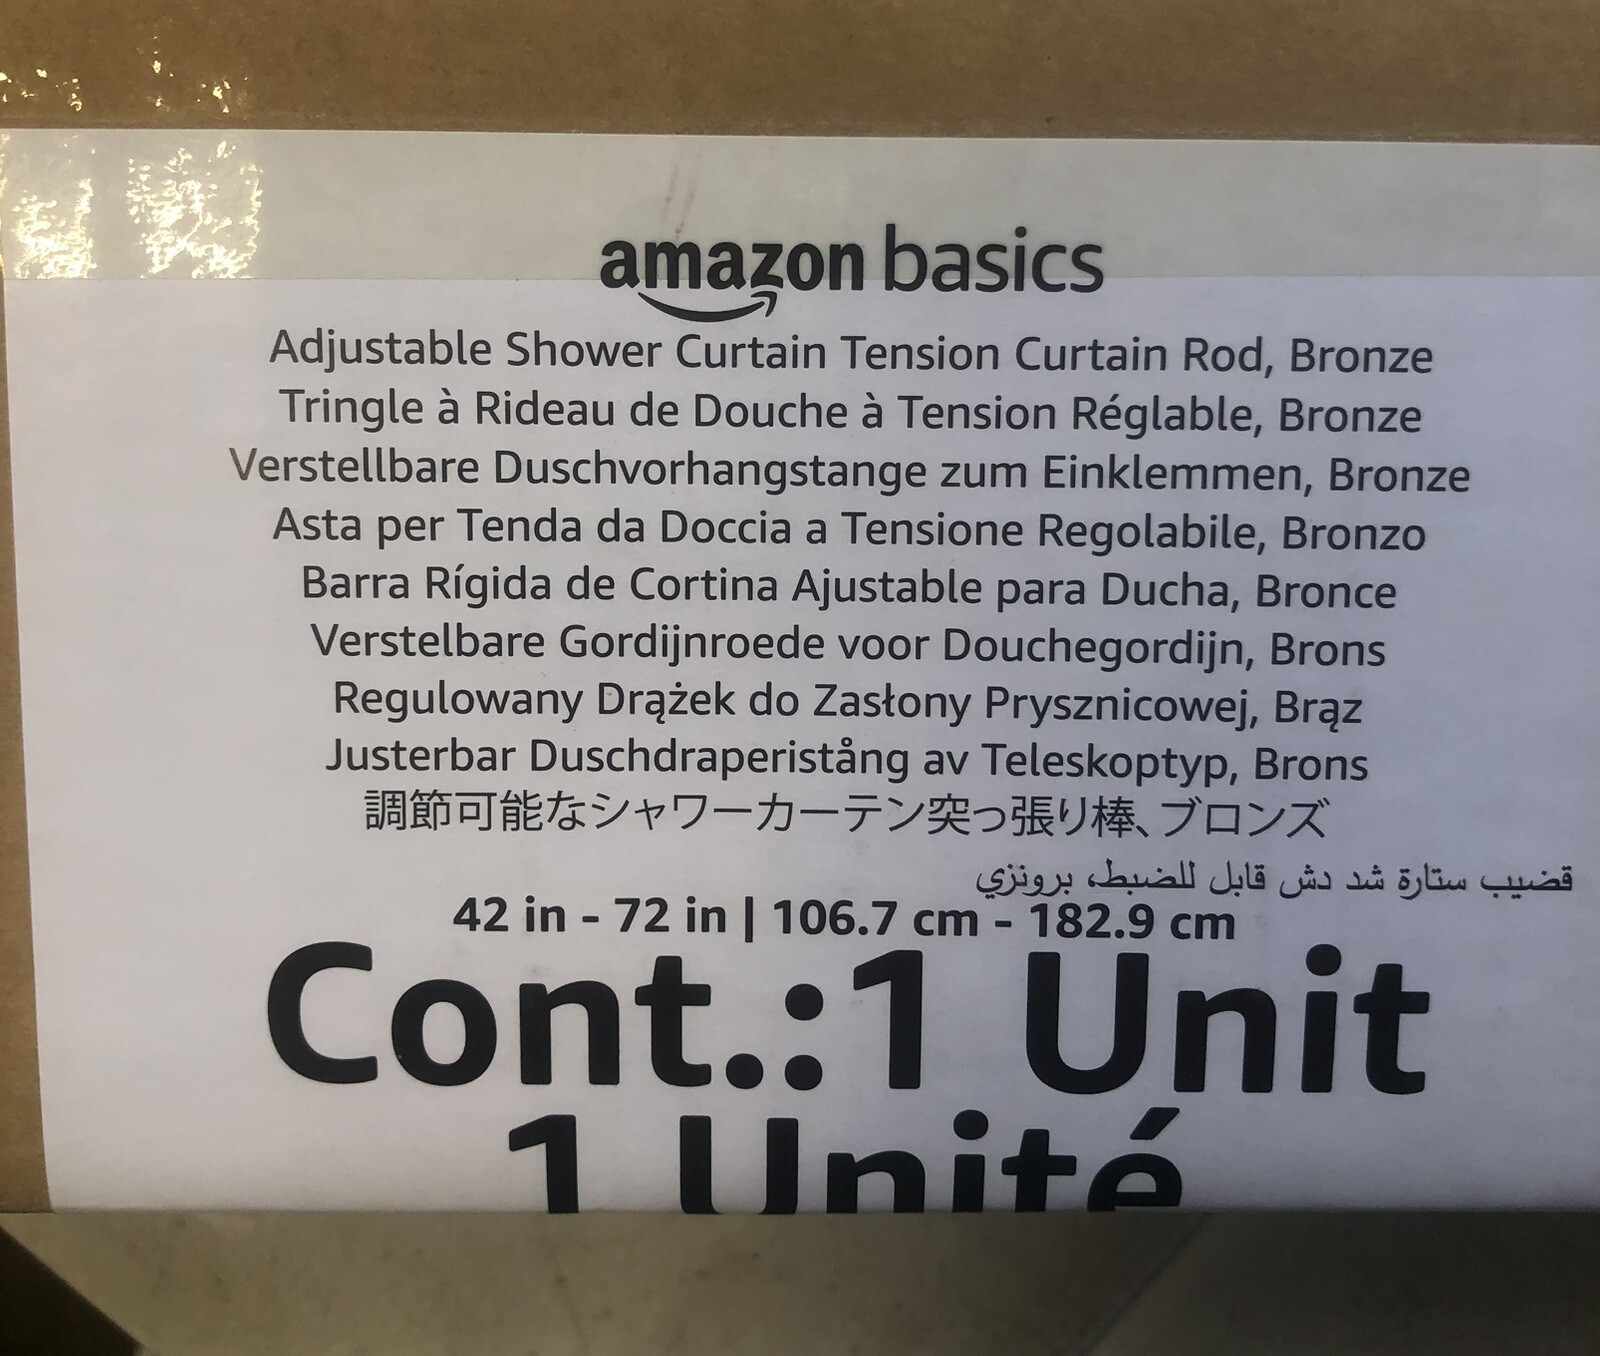 amazon basics
Adjustable Shower Curtain Tension Curtain Rod, Bronze
Tringle à Rideau de Douche à Tension Réglable, Bronze
Verstellbare Duschvorhangstange zum Einklemmen, Bronze
Asta per Tenda da Doccia a Tensione Regolabile, Bronzo
Barra Rígida de Cortina Ajustable para Ducha, Bronce
Verstelbare Gordijnroede voor Douchegordijn, Brons
Regulowany Drążek do Zasłony Prysznicowej, Brąz
Justerbar Duschdraperistång av Teleskoptyp, Brons
調節可能なシャワーカーテン突っ張り棒、ブロンズ
قضيب ستارة شد دش قابل للضبط، برونزي
42 in - 72 in | 106.7 cm - 182.9 cm
Cont.:1 Unit
1 Unité